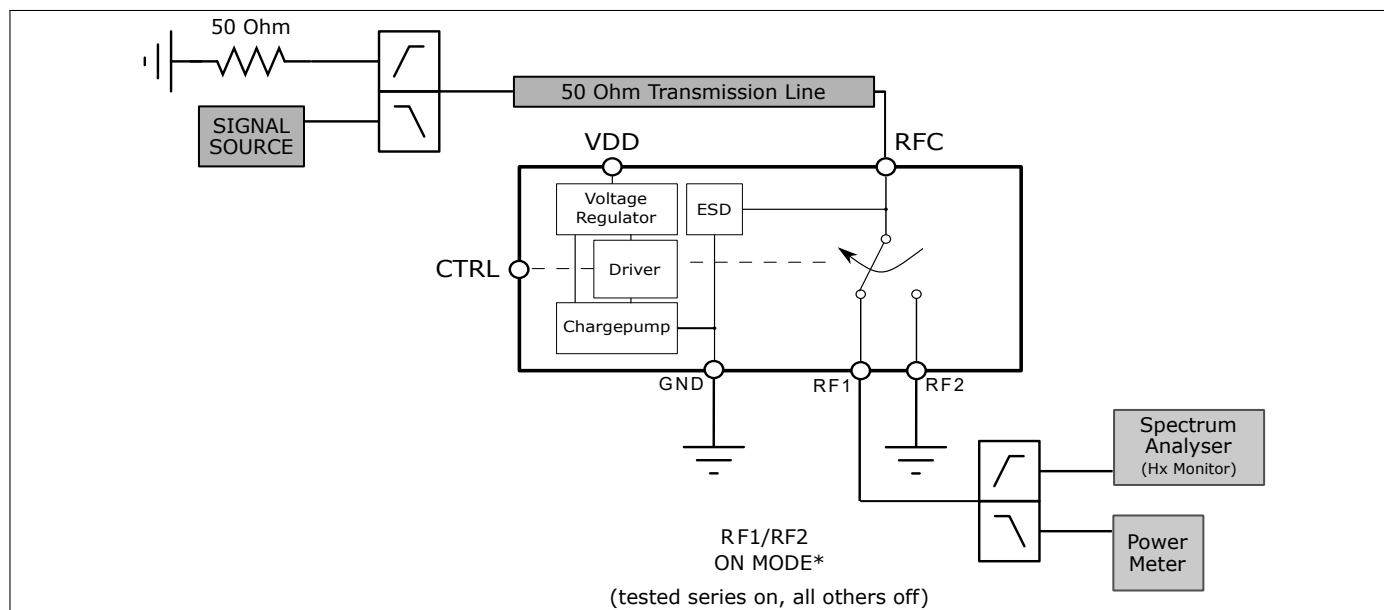 50 Ohm
50 Ohm Transmission Line
SIGNAL
SOURCE
VDD
RFC
Voltage
Regulator
ESD
CTRL
Driver
Chargepump
GND
RF1
RF2
Spectrum
Analyser
(Hx Monitor)
RF1/RF2
ON MODE*
Power
Meter
(tested series on, all others off)